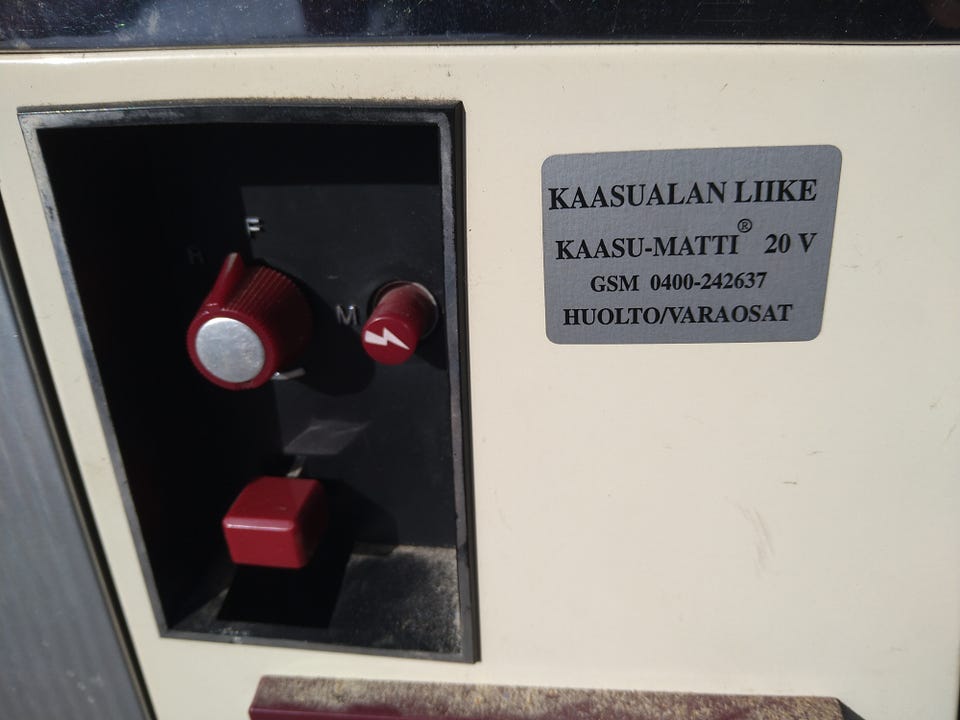 KAASUALAN LIIKE
KAASU-MATTI® 20 V
GSM 0400-242637
HUOLTO/VARAOSAT
M